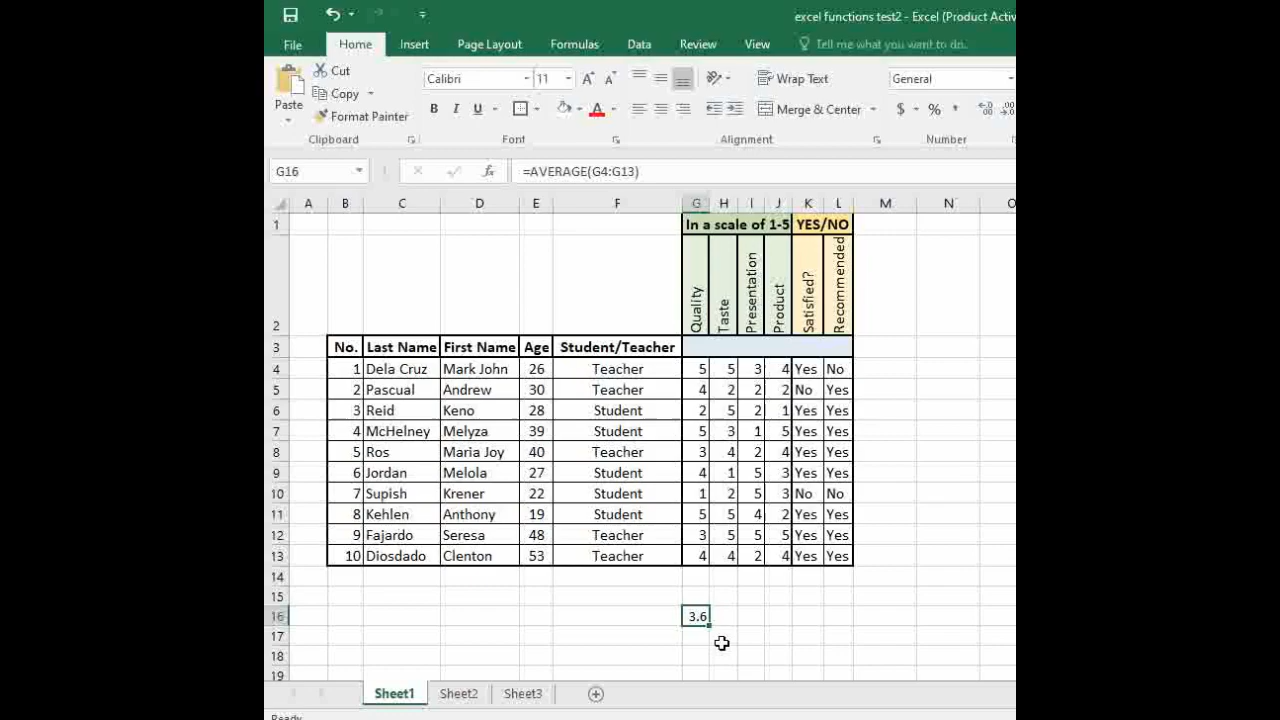 excel functions test2 - Excel (Product Activ
File Home Insert Page Layout Formulas Data Review View Tell me what you want to do.
Cut
Copy
Format Painter
Paste
Calibri 11
B I U A
Wrap Text
Merge & Center
General
$ % ,
Clipboard Font Alignment Number
G16 fx =AVERAGE(G4:G13)
A B C D E F G H I J K L M N O
1 In a scale of 1-5 YES/NO
2 Quality Taste Presentation Product Satisfied? Recommended
3 No. Last Name First Name Age Student/Teacher
4 1 Dela Cruz Mark John 26 Teacher 5 5 3 4 Yes No
5 2 Pascual Andrew 30 Teacher 4 2 2 2 No Yes
6 3 Reid Keno 28 Student 2 5 2 1 Yes Yes
7 4 McHelney Melyza 39 Student 5 3 1 5 Yes Yes
8 5 Ros Maria Joy 40 Teacher 3 4 2 4 Yes Yes
9 6 Jordan Melola 27 Student 4 1 5 3 Yes Yes
10 7 Supish Krener 22 Student 1 2 5 3 No No
11 8 Kehlen Anthony 19 Student 5 5 4 2 Yes Yes
12 9 Fajardo Seresa 48 Teacher 3 5 5 5 Yes Yes
13 10 Diosdado Clenton 53 Teacher 4 4 2 4 Yes Yes
14
15
16 3.6
17
18
19
Sheet1 Sheet2 Sheet3
Ready